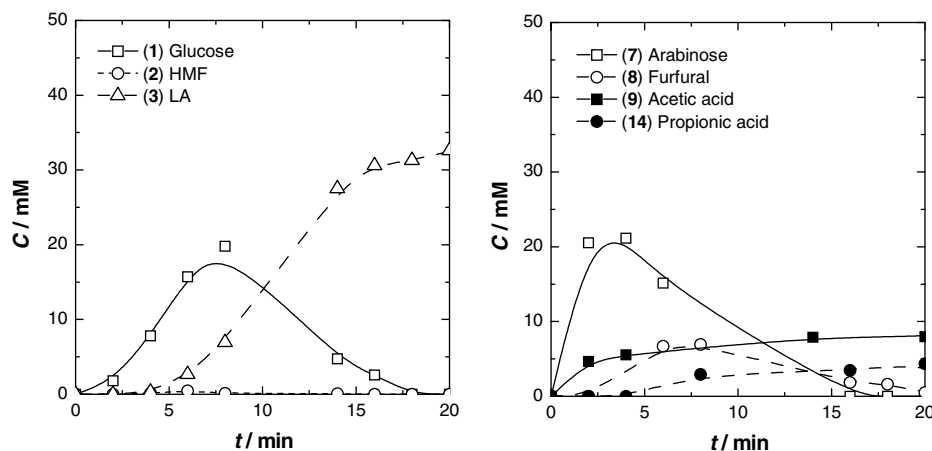 50
40
30
20
10
0
C / mM
(1) Glucose
(2) HMF
(3) LA
0 5 10 15 20
t / min
50
40
30
20
10
0
C / mM
(7) Arabinose
(8) Furfural
(9) Acetic acid
(14) Propionic acid
0 5 10 15 20
t / min